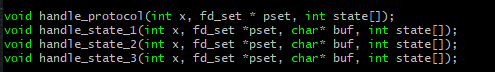 void handle_protocol(int x, fd_set * pset, int state[]);
void handle_state_1(int x, fd_set *pset, char* buf, int state[]);
void handle_state_2(int x, fd_set *pset, char* buf, int state[]);
void handle_state_3(int x, fd_set *pset, char* buf, int state[]);